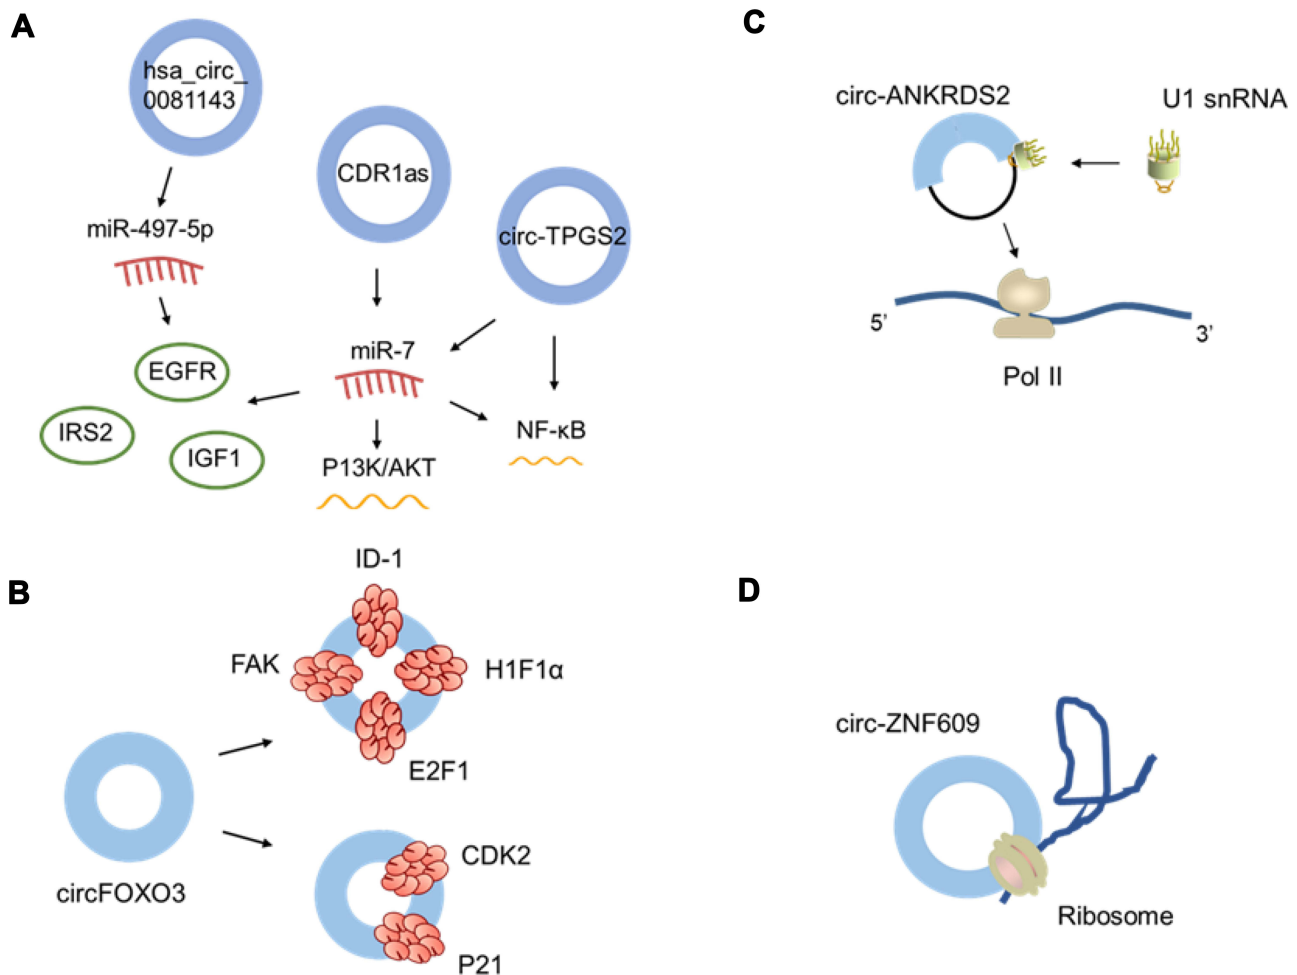 A
hsa_circ_
0081143
CDR1as
circ-TPGS2
miR-497-5p
miR-7
EGFR
IRS2
IGF1
P13K/AKT
NF-κB
B
ID-1
FAK
H1F1α
E2F1
circFOXO3
CDK2
P21
C
circ-ANKRDS2
U1 snRNA
5’
3’
Pol II
D
circ-ZNF609
Ribosome